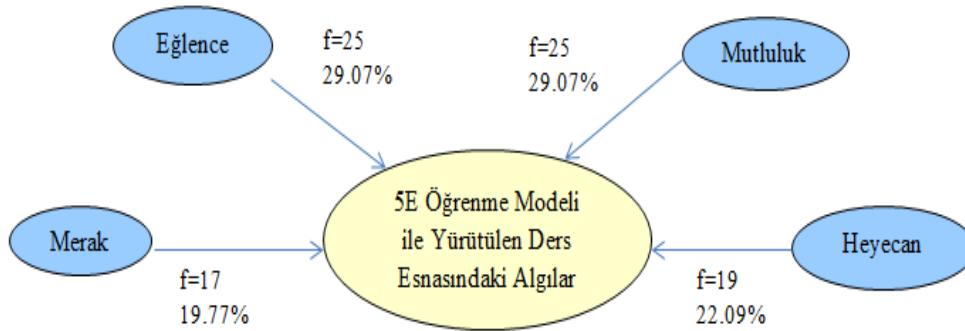 Eğlence
f=25
29.07%
f=25
29.07%
Mutluluk
5E Öğrenme Modeli
ile Yürütülen Ders
Esnasındaki Algılar
Merak
f=17
19.77%
Heyecan
f=19
22.09%